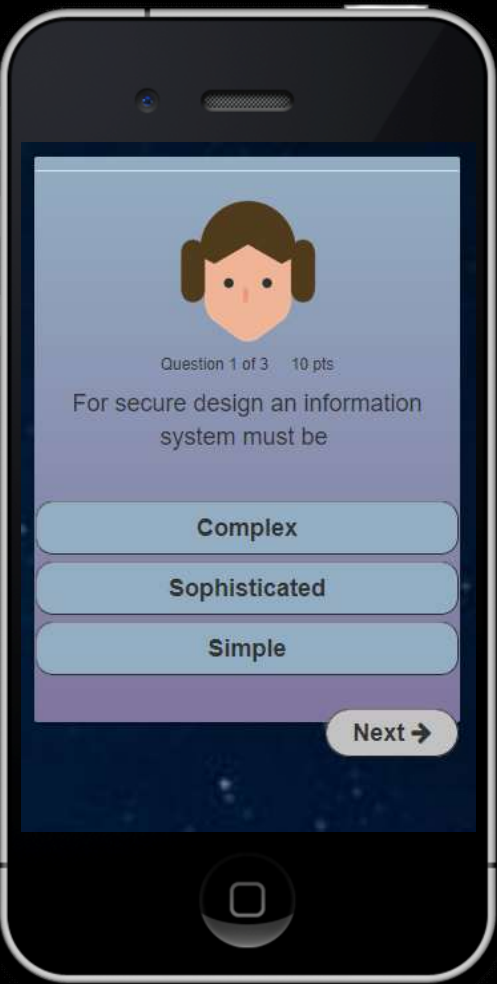 Question 1 of 3 10 pts
For secure design an information
system must be
Complex
Sophisticated
Simple
Next